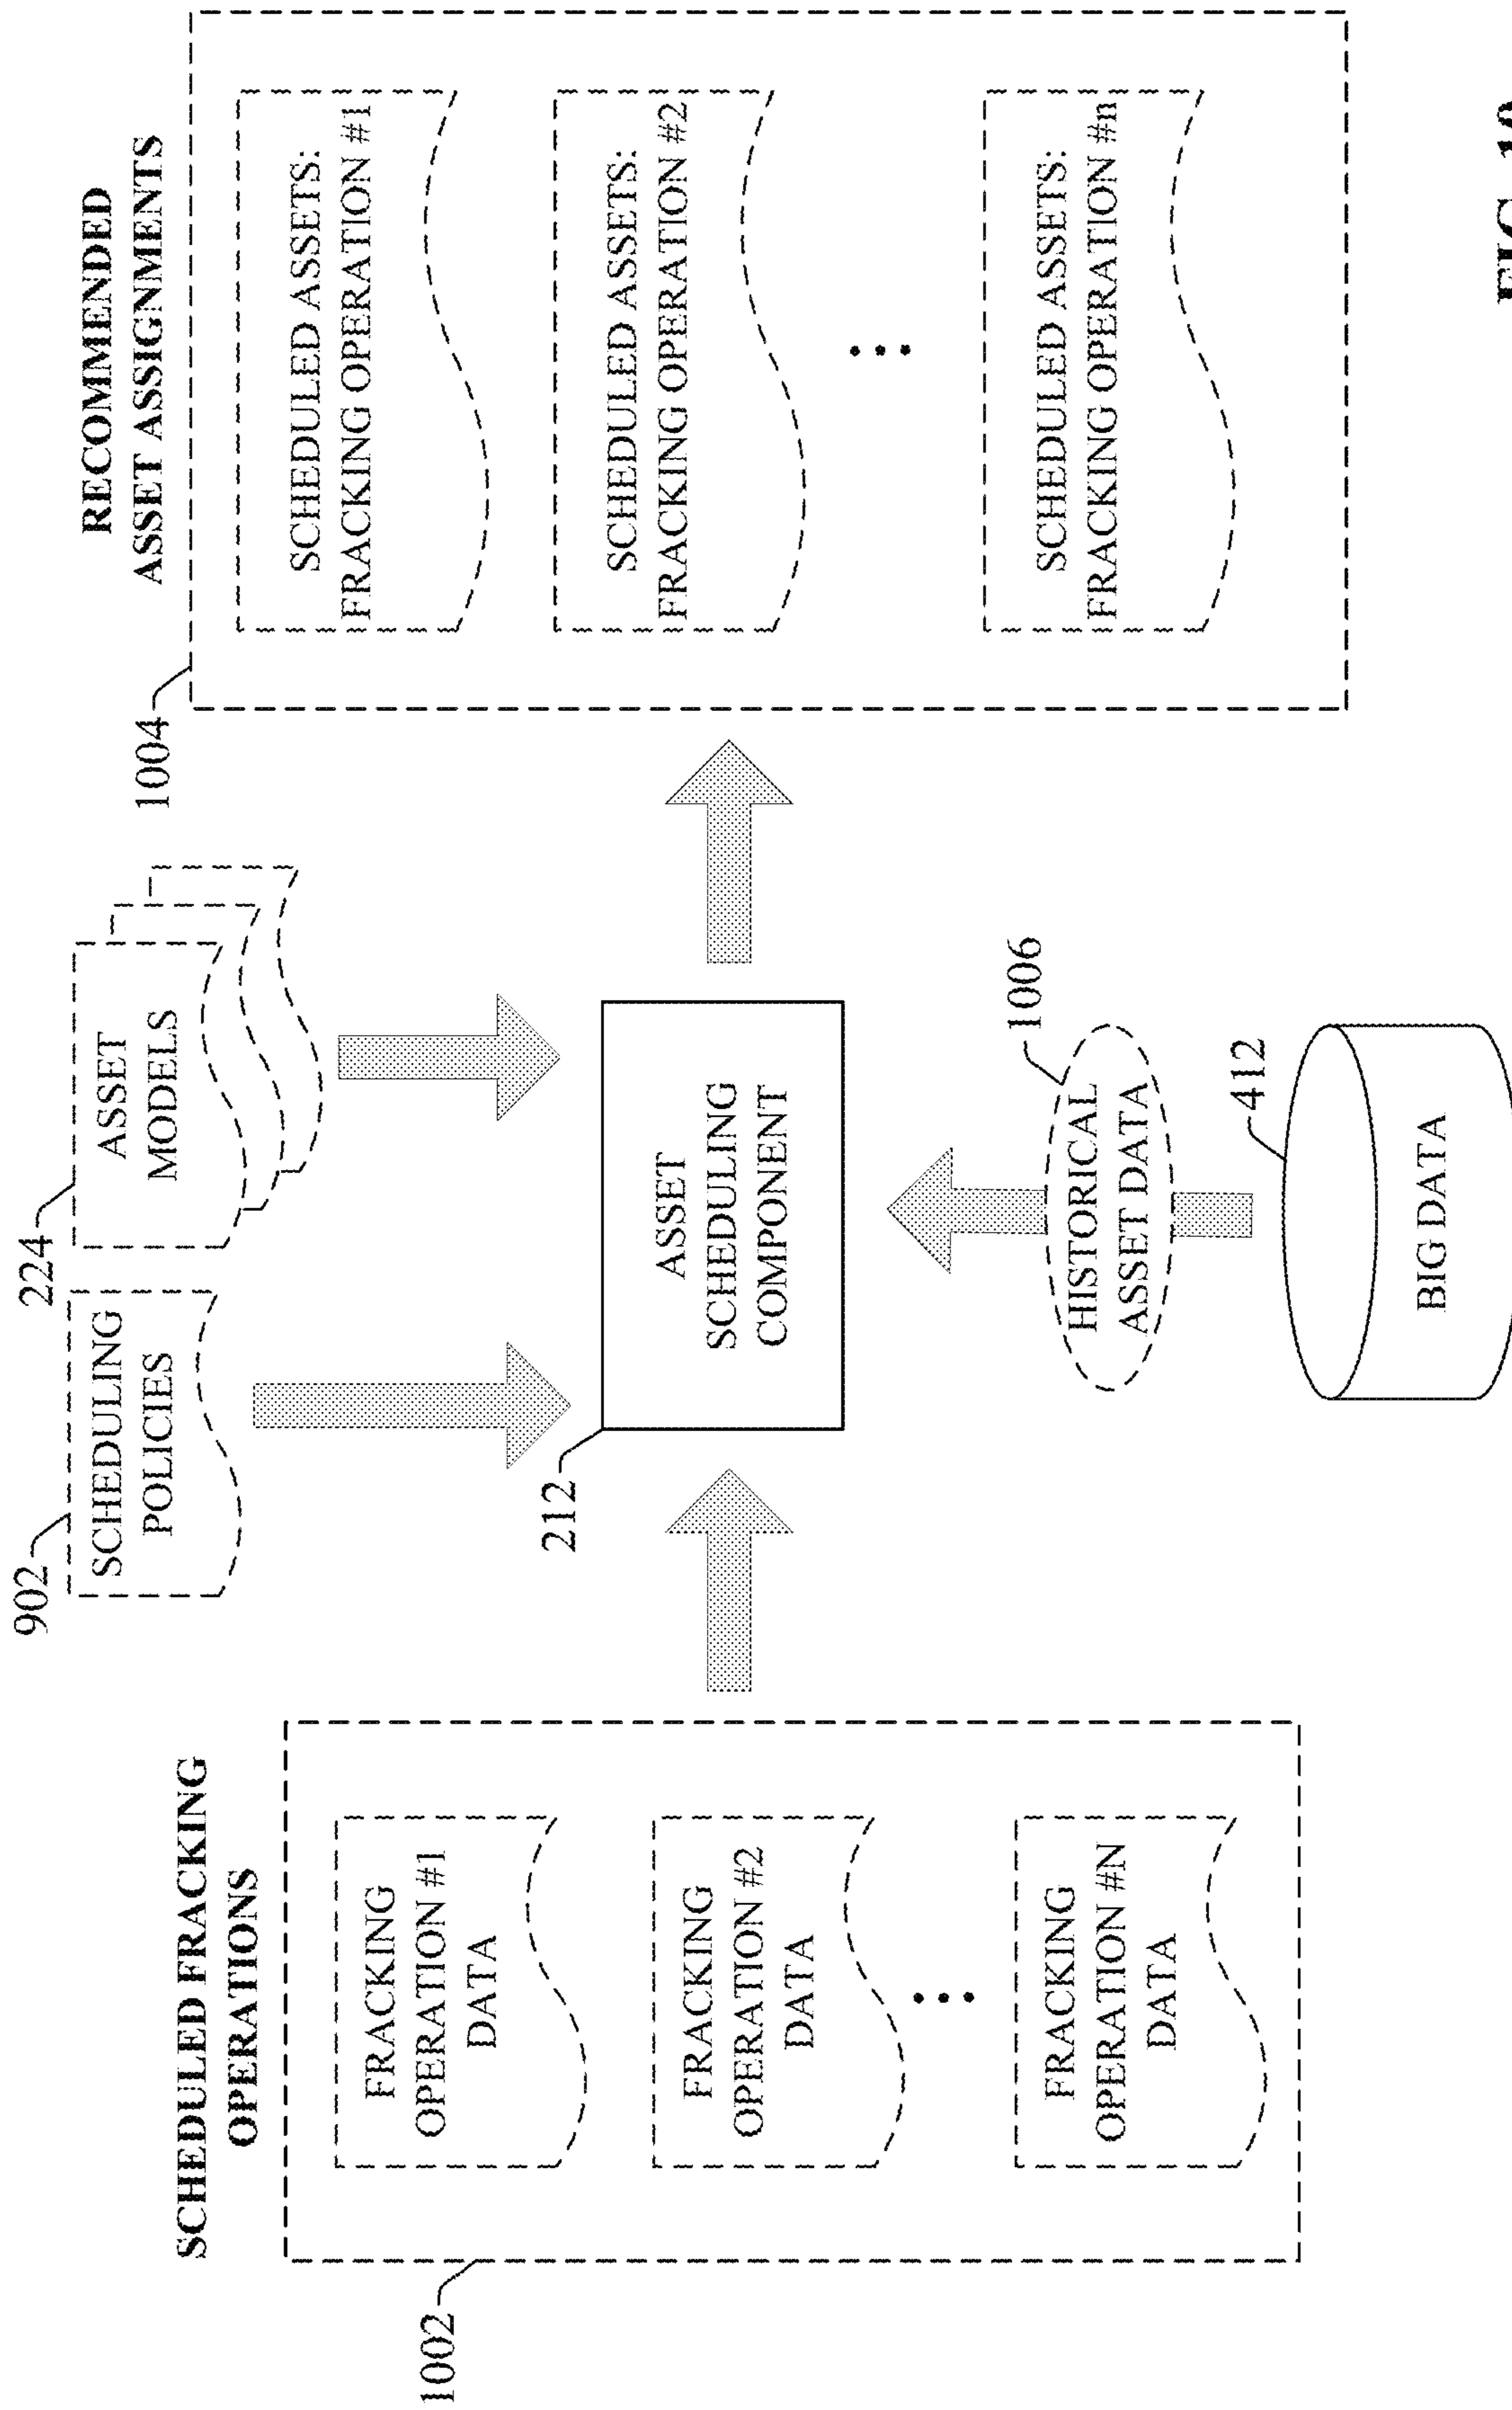 SCHEDULED FRACKING
OPERATIONS
1002
FRACKING
OPERATION #1
DATA
FRACKING
OPERATION #2
DATA
FRACKING
OPERATION #N
DATA
902
SCHEDULING
POLICIES
224
ASSET
MODELS
212
ASSET
SCHEDULING
COMPONENT
1006
HISTORICAL
ASSET DATA
412
BIG DATA
RECOMMENDED
ASSET ASSIGNMENTS
1004
SCHEDULED ASSETS:
FRACKING OPERATION #1
SCHEDULED ASSETS:
FRACKING OPERATION #2
SCHEDULED ASSETS:
FRACKING OPERATION #n
FIG. 10